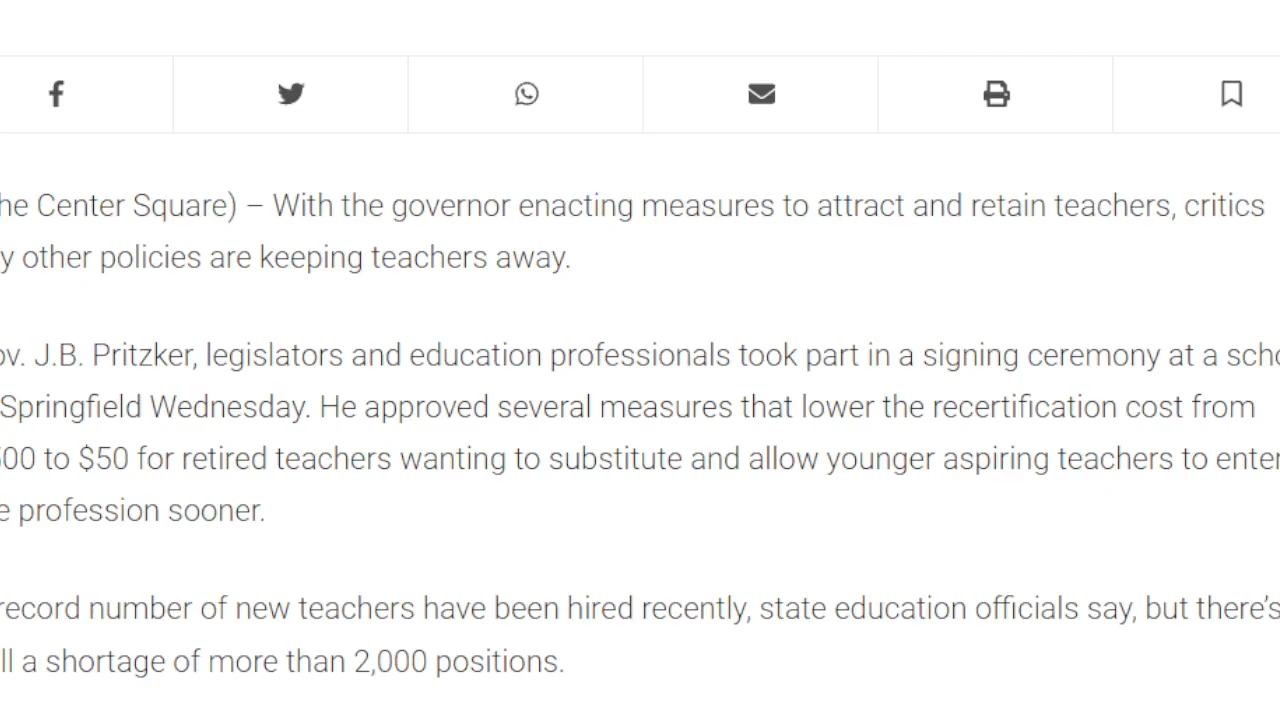 he Center Square) – With the governor enacting measures to attract and retain teachers, critics
y other policies are keeping teachers away.
ov. J.B. Pritzker, legislators and education professionals took part in a signing ceremony at a scho
Springfield Wednesday. He approved several measures that lower the recertification cost from
00 to $50 for retired teachers wanting to substitute and allow younger aspiring teachers to enter
e profession sooner.
record number of new teachers have been hired recently, state education officials say, but there’s
ll a shortage of more than 2,000 positions.